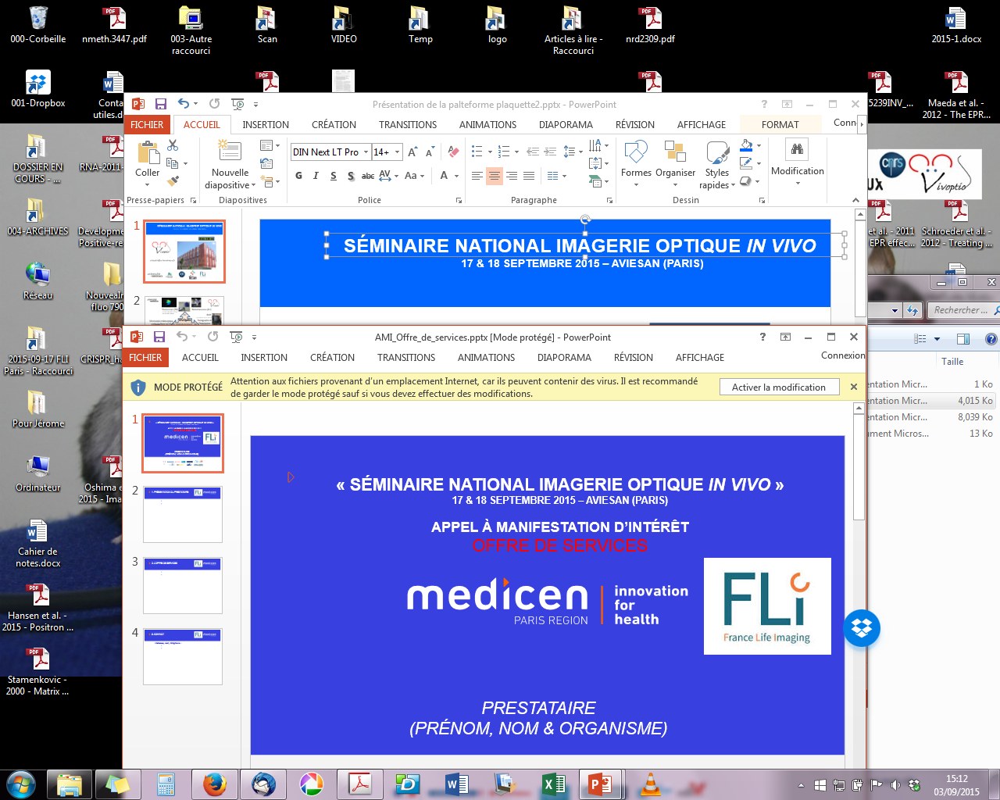 000-Corbeille
nmeth.3447.pdf
003-Autre
raccourci
Scan
VIDEO
Temp
logo
Articles à lire -
Raccourci
nrd2309.pdf
2015-1.docx
001-Dropbox
Conta
utiles.d
5239INV_...
Maeda et al. -
2012 - The EPR...
Présentation de la palteforme plaquette2.pptx - PowerPoint
FICHIER ACCUEIL INSERTION CRÉATION TRANSITIONS ANIMATIONS DIAPORAMA RÉVISION AFFICHAGE FORMAT Conn
Coller
Nouvelle
diapositive
DIN Next LT Pro 14+
G I S S abc AV Aa A
Formes Organiser Styles
rapides
Modification
Presse-papiers Diapositives Police Paragraphe Dessin
DOSSIER EN
COURS - ...
RNA-2011-
cnrs
UX
Vivoptic
004-ARCHIVES
Developme
Positive-re
et al. - 2011
EPR effec...
Schroeder et al. -
2012 - Treating ...
1
SÉMINAIRE NATIONAL IMAGERIE OPTIQUE IN VIVO
17 & 18 SEPTEMBRE 2015 – AVIESAN (PARIS)
2
Réseau
Nouveau
fluo 790
Rechercher ...
2015-09-17 FLI
Paris - Raccourci
CRISPR_ha
AMI_Offre_de_services.pptx [Mode protégé] - PowerPoint
FICHIER ACCUEIL INSERTION CRÉATION TRANSITIONS ANIMATIONS DIAPORAMA RÉVISION AFFICHAGE Connexion
MODE PROTÉGÉ
Attention aux fichiers provenant d'un emplacement Internet, car ils peuvent contenir des virus. Il est recommandé
de garder le mode protégé sauf si vous devez effectuer des modifications.
Activer la modification
Taille
entation Micr... 1 Ko
entation Micr... 4,015 Ko
entation Micr... 8,039 Ko
ument Micros... 13 Ko
Pour Jérome
Ordinateur
Oshima e
2015 - Ima
Cahier de
notes.docx
Hansen et al. -
2015 - Positron ...
Stamenkovic -
2000 - Matrix ...
1
2
3
4
« SÉMINAIRE NATIONAL IMAGERIE OPTIQUE IN VIVO »
17 & 18 SEPTEMBRE 2015 – AVIESAN (PARIS)
APPEL À MANIFESTATION D'INTÉRÊT
OFFRE DE SERVICES
medicen
PARIS REGION
innovation
for
health
FLI
France Life Imaging
PRESTATAIRE
(PRÉNOM, NOM & ORGANISME)
15:12
03/09/2015